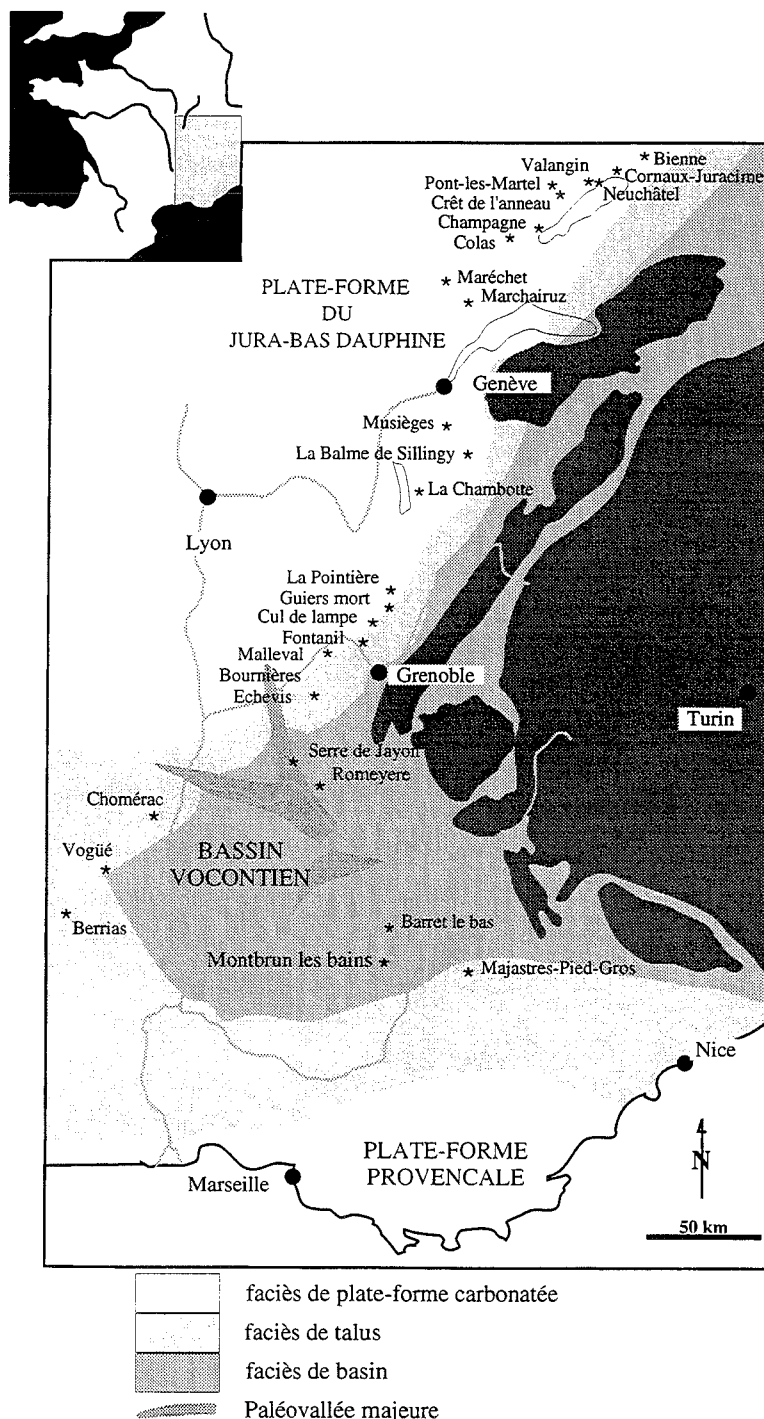 Bienne
Valangin
Cornaux-Juracime
Pont-les-Martel
Neuchâtel
Crêt de l'anneau
Champagne
Colas
Maréchet
PLATE-FORME
DU
JURA-BAS DAUPHINE
Marchairuz
Genève
Musièges
La Balme de Sillingy
La Chambotte
Lyon
La Pointière
Guiers mort
Cul de lampe
Fontanil
Malleval
Bournières
Echevis
Grenoble
Turin
Serre de Jayon
Romeyere
Chomérac
BASSIN
VOCONTIEN
Vogüé
Berrias
Barret le bas
Montbrun les bains
Majastres-Pied-Gros
Nice
PLATE-FORME
PROVENCALE
N
Marseille
50 km
faciès de plate-forme carbonatée
faciès de talus
faciès de basin
Paléovallée majeure